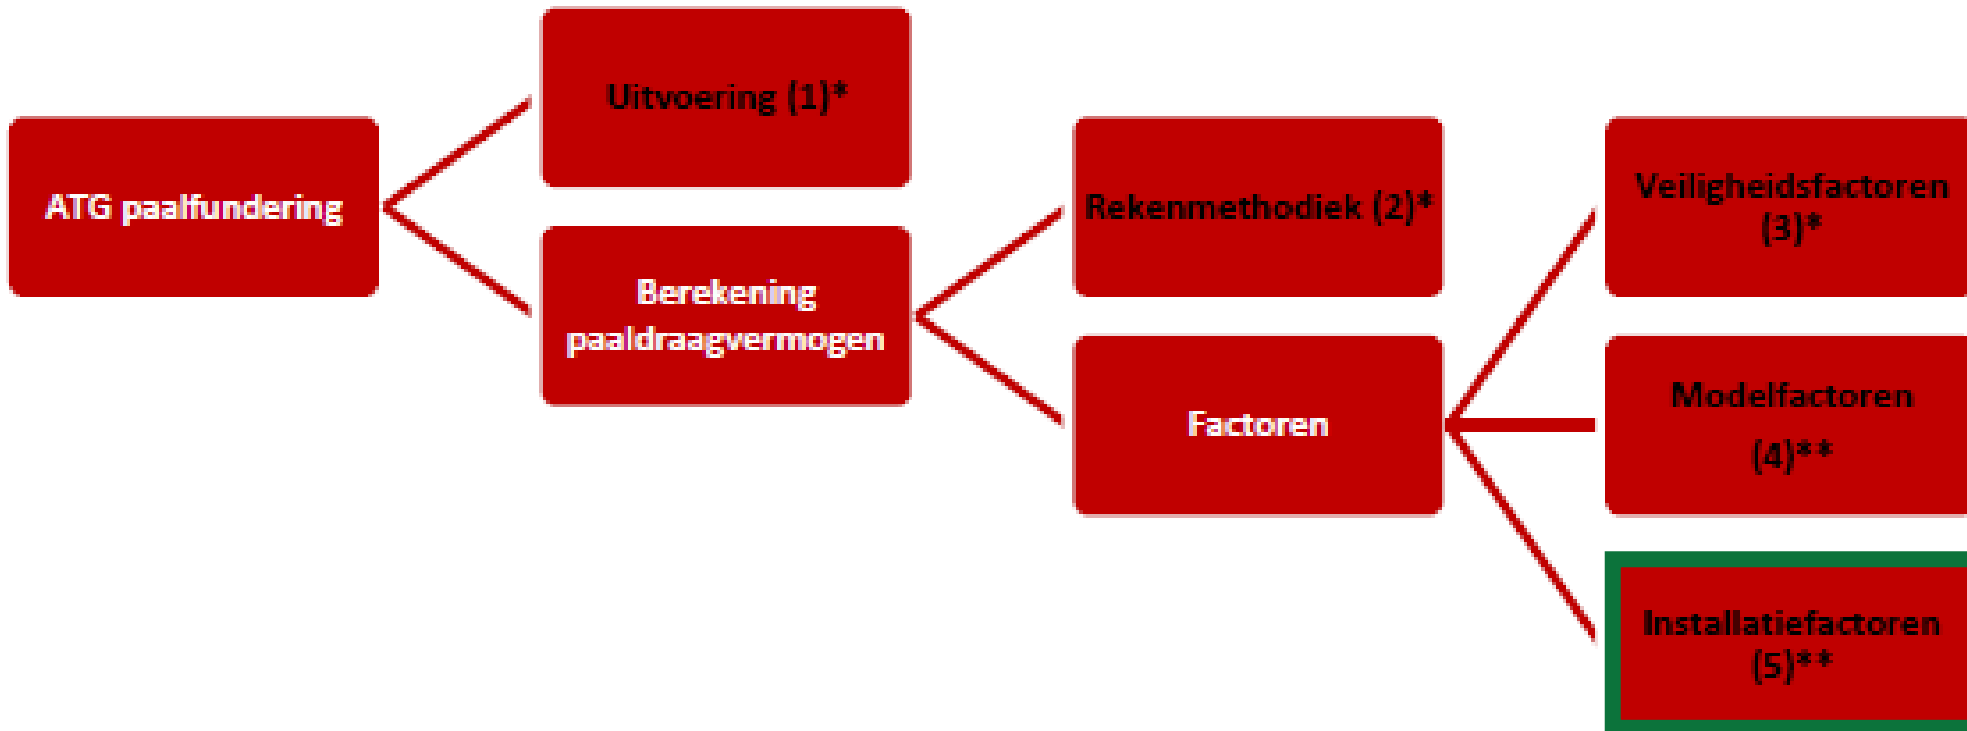 ATG paalfundering
Uitvoering (1)*
Berekening
paaldraagvermogen
Rekenmethodiek (2)*
Factoren
Veiligheidsfactoren
(3)*
Modelfactoren
(4)**
Installatiefactoren
(5)**